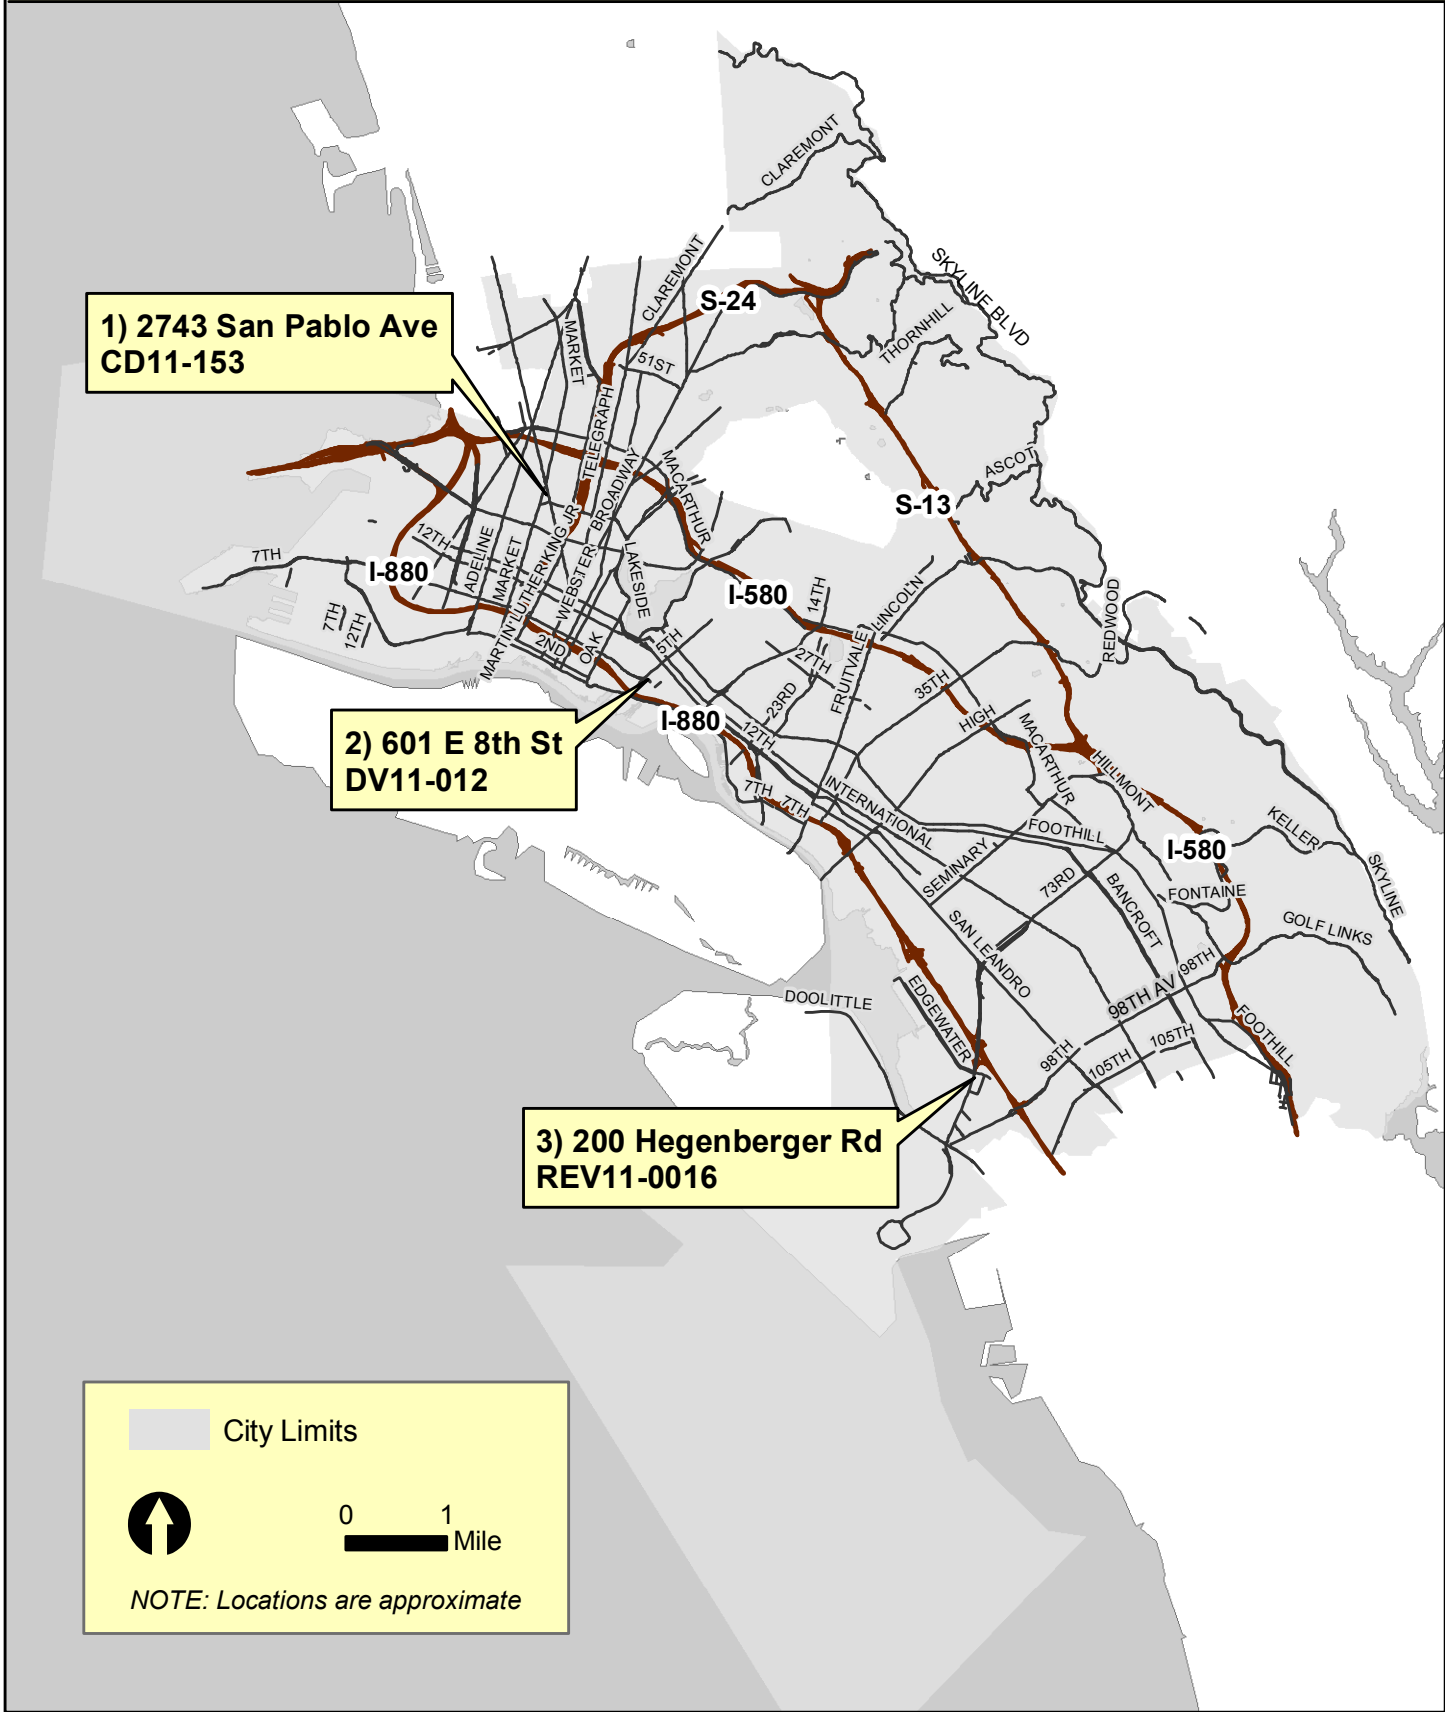 CLAREMONT
SKYLINE BLVD
CLAREMONT
S-24
THORNHILL
1) 2743 San Pablo Ave
CD11-153
MARKET
51ST
TELEGRAPH
BROADWAY
MACARTHUR
ASCOT
S-13
12TH
7TH
I-880
ADELINE
MARKET
MARTIN LUTHER KING JR
WEBSTER
LAKESIDE
I-580
14TH
LINCOLN
REDWOOD
7TH
12TH
2ND
OAK
5TH
27TH
FRUITVALE
35TH
23RD
I-880
12TH
HIGH
MACARTHUR
HILLMONT
2) 601 E 8th St
DV11-012
7TH
7TH
INTERNATIONAL
FOOTHILL
KELLER
I-580
SKYLINE
SEMINARY
73RD
BANCROFT
FONTAINE
GOLF LINKS
SAN LEANDRO
98TH
98TH AV
DOOLITTLE
EDGEWATER
98TH
105TH
105TH
FOOTHILL
3) 200 Hegenberger Rd
REV11-0016
City Limits
0 1
Mile
NOTE: Locations are approximate